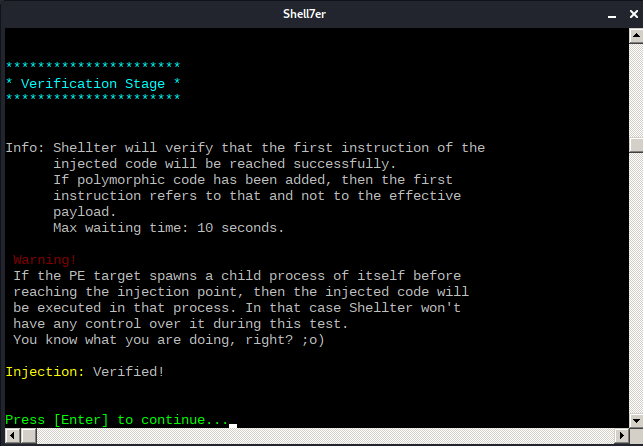 Shell7er
**********************
* Verification Stage *
**********************
Info: Shellter will verify that the first instruction of the
injected code will be reached successfully.
If polymorphic code has been added, then the first
instruction refers to that and not to the effective
payload.
Max waiting time: 10 seconds.
Warning!
If the PE target spawns a child process of itself before
reaching the injection point, then the injected code will
be executed in that process. In that case Shellter won't
have any control over it during this test.
You know what you are doing, right? ;o)
Injection: Verified!
Press [Enter] to continue...